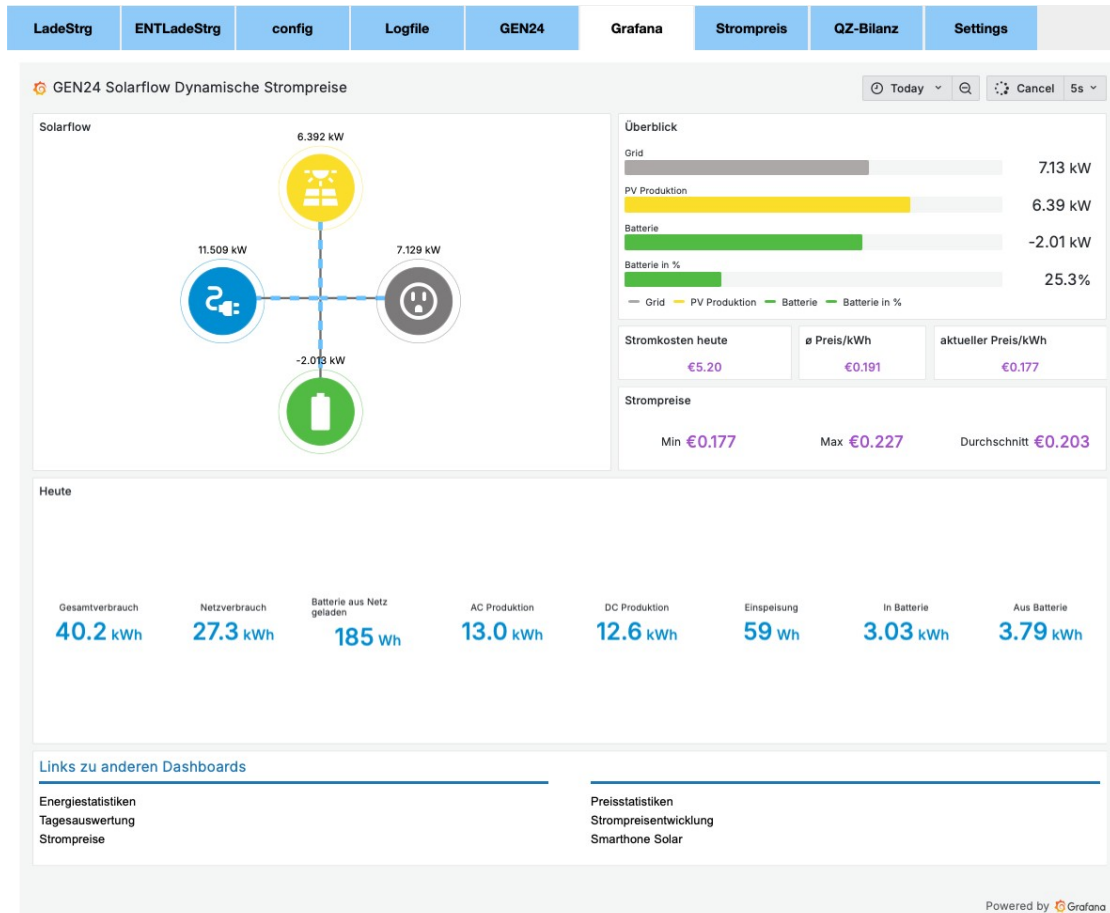 LadeStrg ENTLadeStrg config Logfile GEN24 Grafana Strompreis QZ-Bilanz Settings
GEN24 Solarflow Dynamische Strompreise
Today Cancel 5s
Solarflow
6.392 kW
11.509 kW 7.129 kW
-2.013 kW
Überblick
Grid
7.13 kW
PV Produktion
6.39 kW
Batterie
-2.01 kW
Batterie in %
25.3%
Grid PV Produktion Batterie Batterie in %
Stromkosten heute
€5.20
ø Preis/kWh
€0.191
aktueller Preis/kWh
€0.177
Strompreise
Min €0.177 Max €0.227 Durchschnitt €0.203
Heute
Gesamtverbrauch
40.2 kWh
Netzverbrauch
27.3 kWh
Batterie aus Netz
geladen
185 Wh
AC Produktion
13.0 kWh
DC Produktion
12.6 kWh
Einspeisung
59 Wh
In Batterie
3.03 kWh
Aus Batterie
3.79 kWh
Links zu anderen Dashboards
Energiestatistiken
Tagesauswertung
Strompreise
Preisstatistiken
Strompreisentwicklung
Smarthone Solar
Powered by Grafana